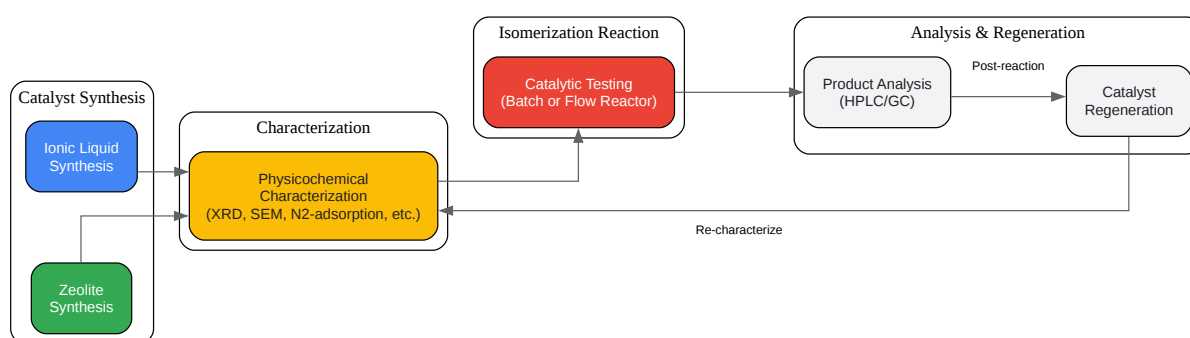 Catalyst Synthesis
Ionic Liquid
Synthesis
Zeolite
Synthesis
Characterization
Physicochemical
Characterization
(XRD, SEM, N2-adsorption, etc.)
Isomerization Reaction
Catalytic Testing
(Batch or Flow Reactor)
Analysis & Regeneration
Product Analysis
(HPLC/GC)
Post-reaction
Catalyst
Regeneration
Re-characterize